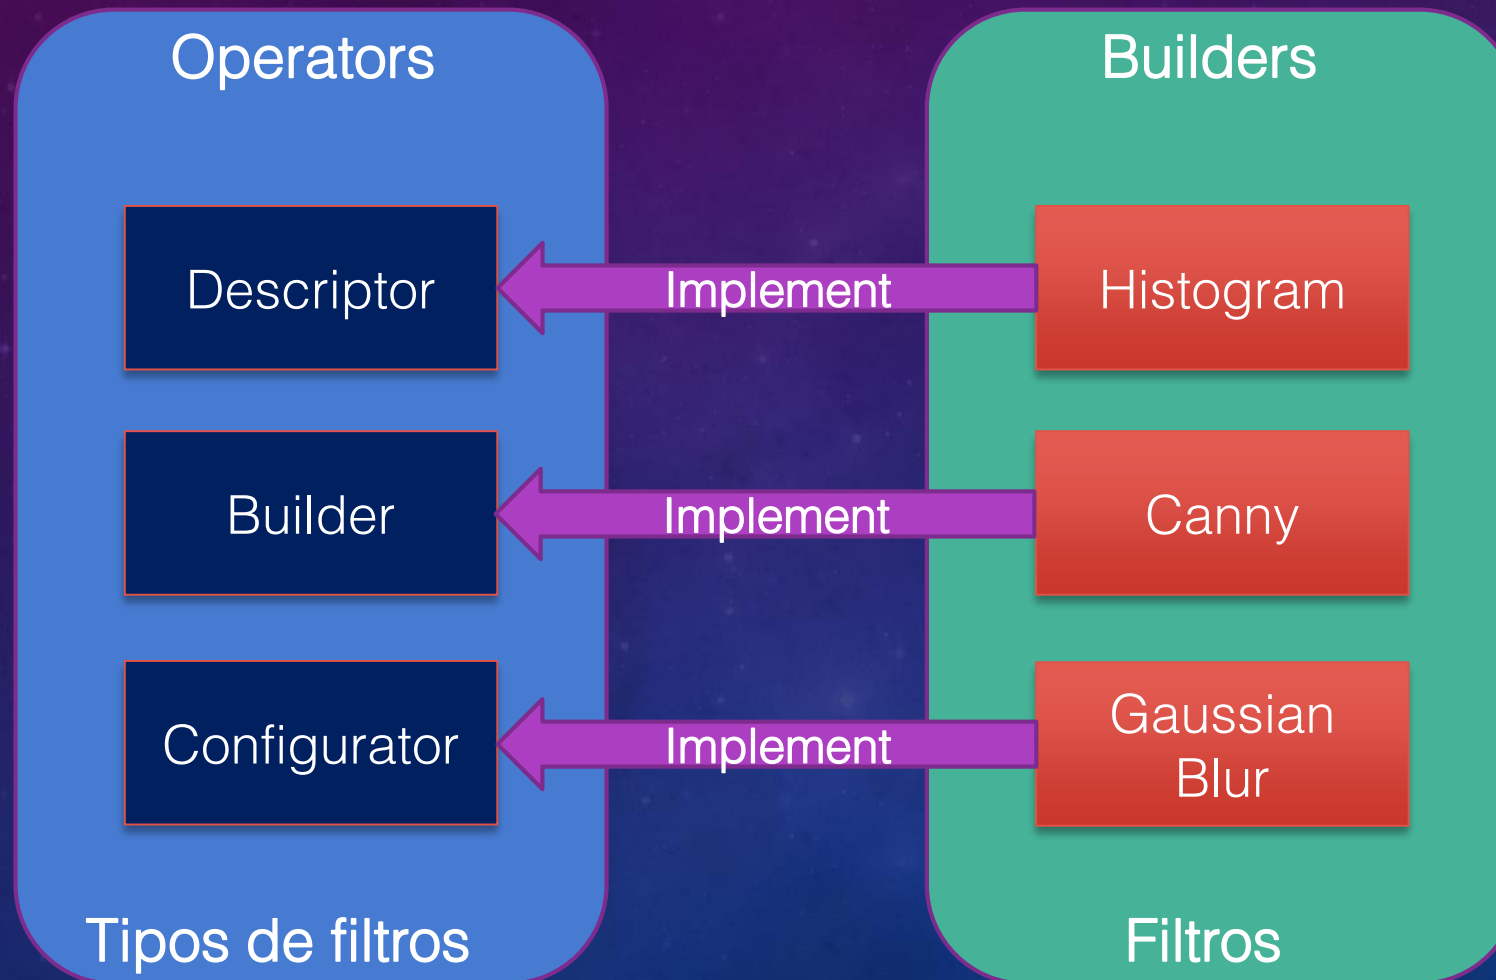 Operators
Builders
Descriptor
Implement
Histogram
Builder
Implement
Canny
Configurator
Implement
Gaussian
Blur
Tipos de filtros
Filtros